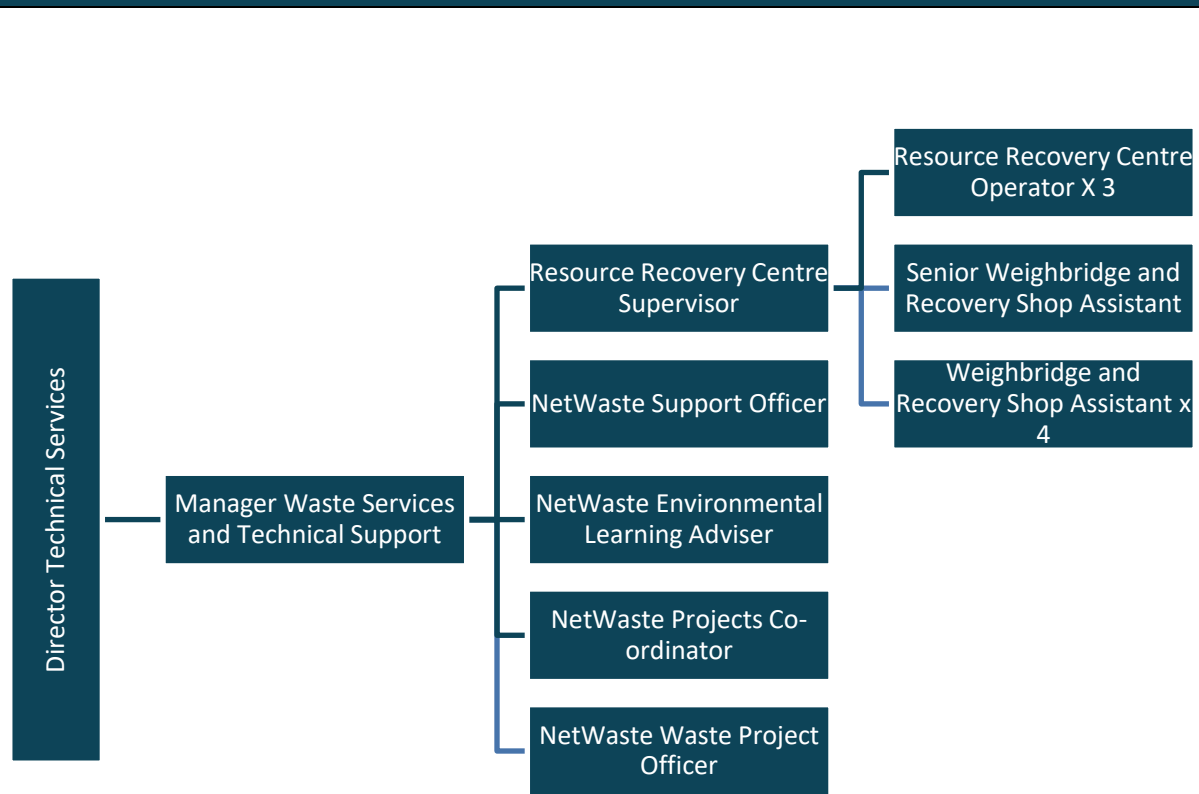 Director Technical Services
Manager Waste Services
and Technical Support
Resource Recovery Centre
Supervisor
NetWaste Support Officer
NetWaste Environmental
Learning Adviser
NetWaste Projects Co-
ordinator
NetWaste Waste Project
Officer
Resource Recovery Centre
Operator X 3
Senior Weighbridge and
Recovery Shop Assistant
Weighbridge and
Recovery Shop Assistant x
4